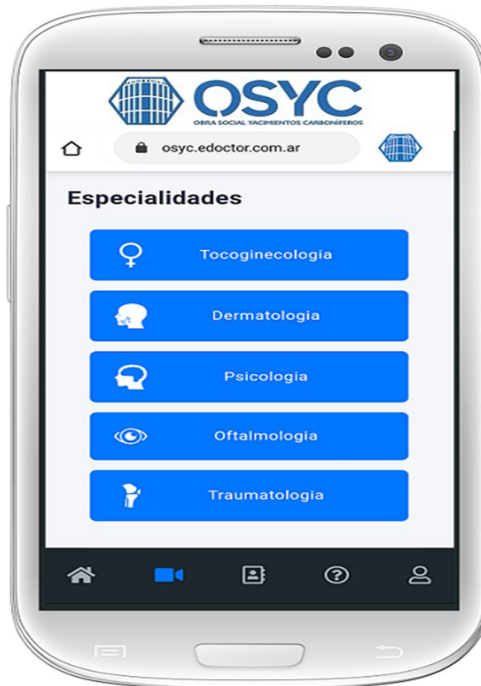 OSYC
OBRA SOCIAL YACIMIENTOS CARBONÍFEROS
osyc.edoctor.com.ar
Especialidades
Tocoginecologia
Dermatologia
Psicologia
Oftalmologia
Traumatologia